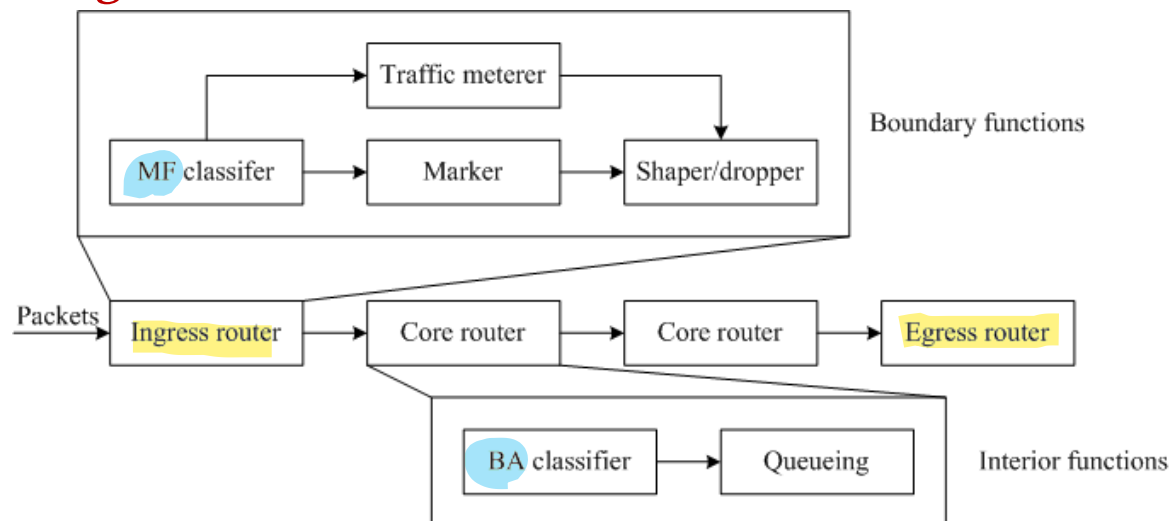 Traffic meterer
Boundary functions
MF classifer
Marker
Shaper/dropper
Packets
Ingress router
Core router
Core router
Egress router
BA classifier
Queueing
Interior functions